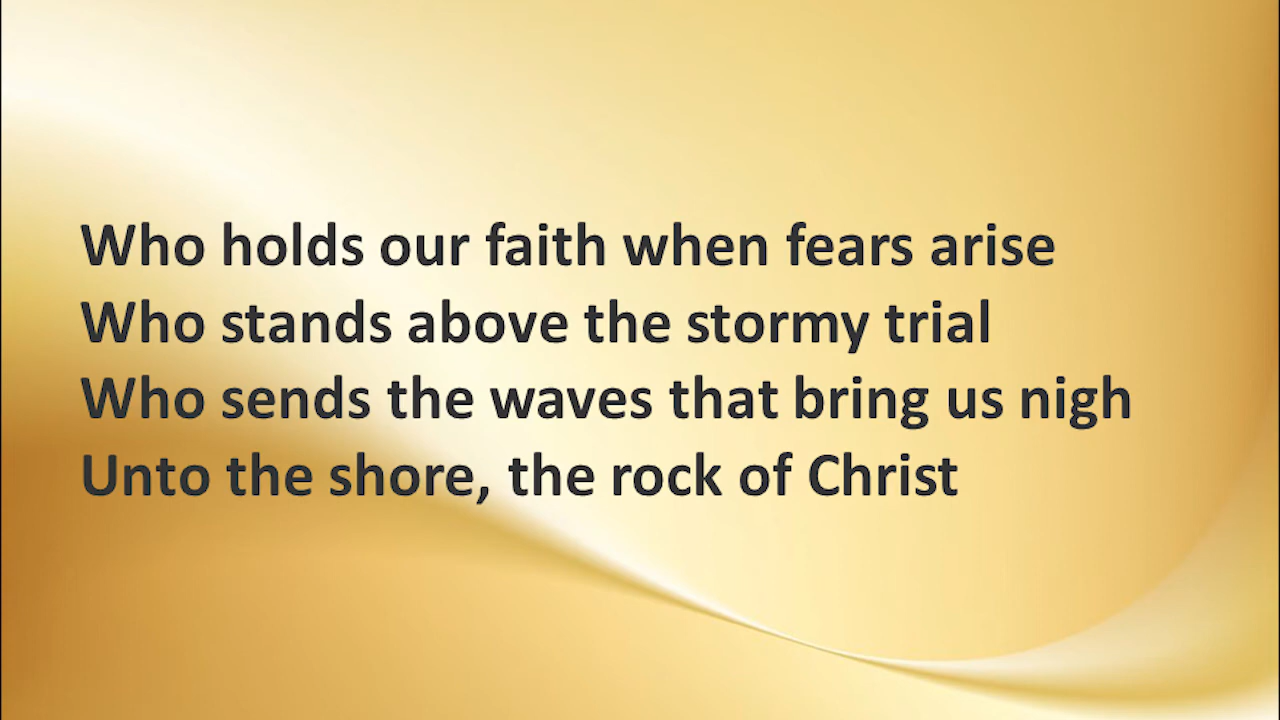 Who holds our faith when fears arise
Who stands above the stormy trial
Who sends the waves that bring us nigh
Unto the shore, the rock of Christ